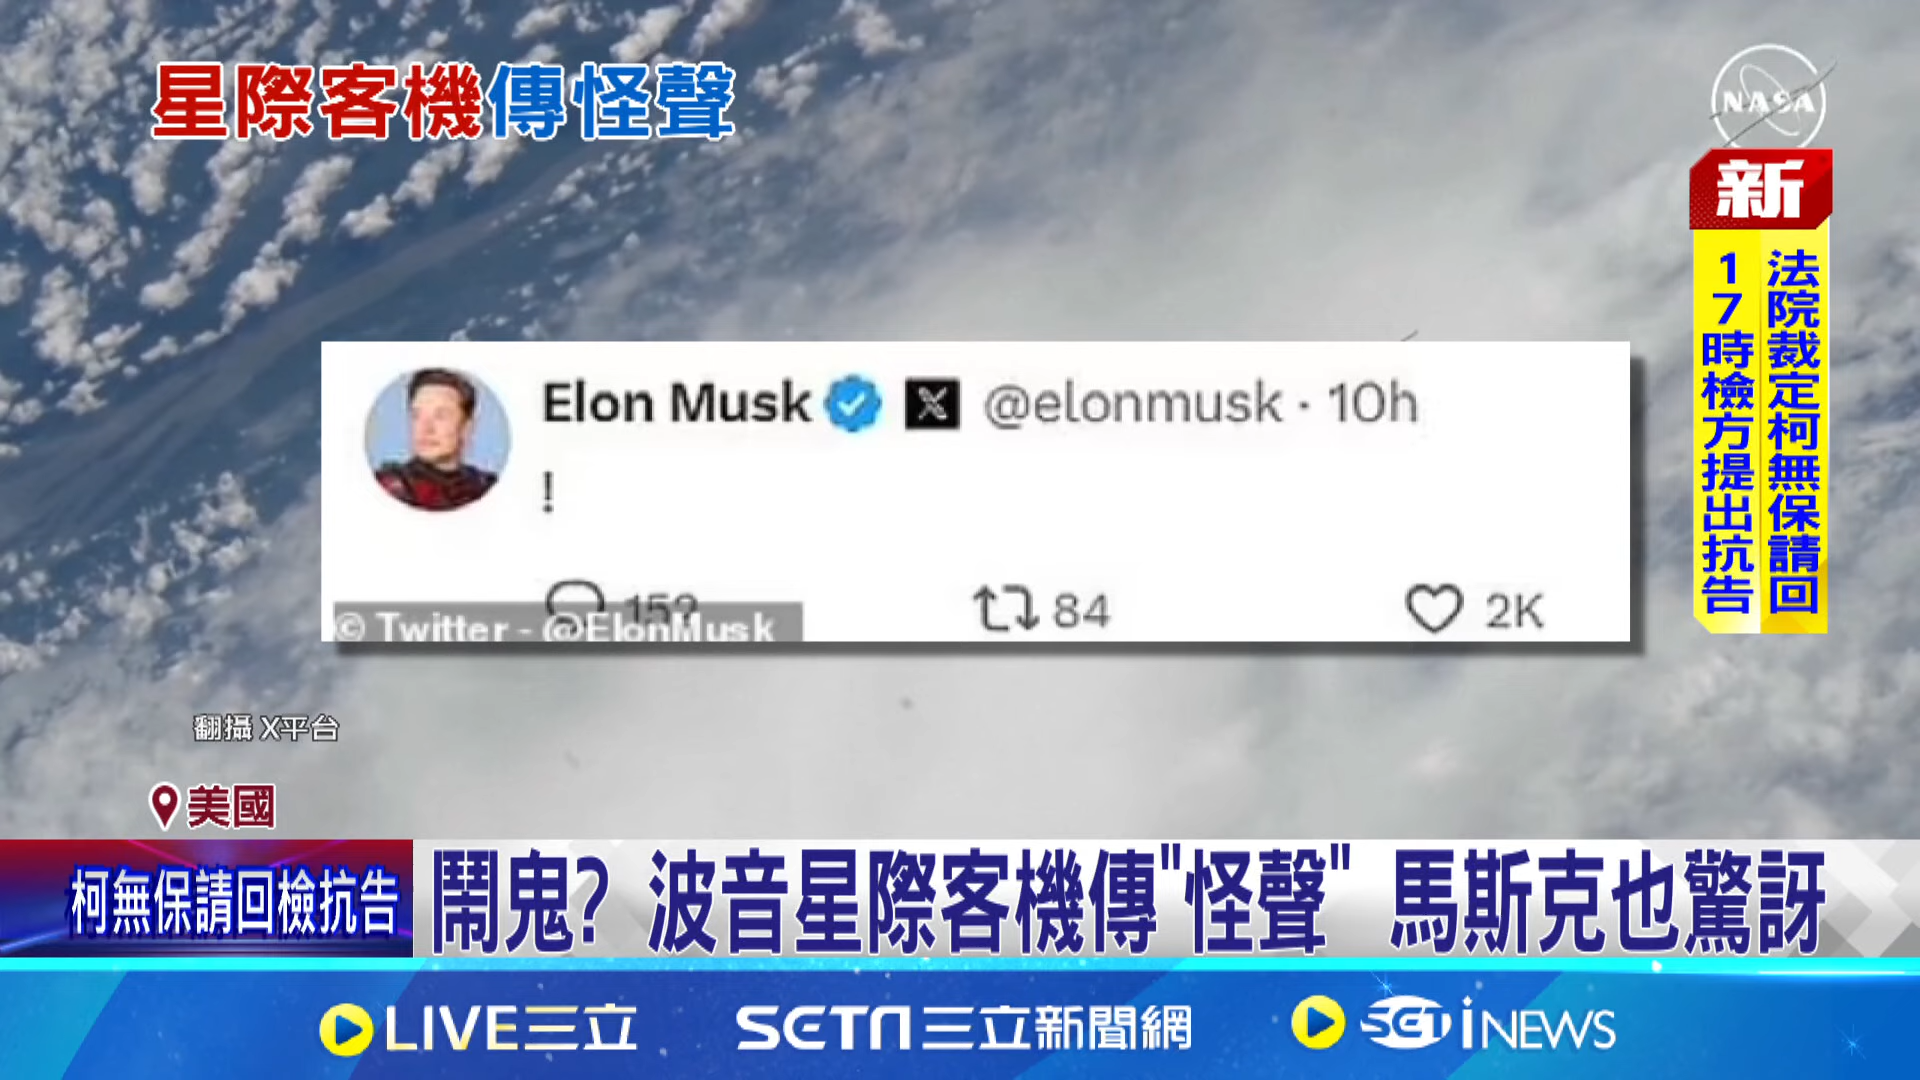 星際客機傳怪聲
NASA
新
法院裁定柯無保請回
17時檢方提出抗告
Elon Musk @elonmusk · 10h
!
152 84 2K
© Twitter - @ElonMusk
翻攝 X平台
美國
柯無保請回檢抗告
鬧鬼? 波音星際客機傳"怪聲" 馬斯克也驚訝
LIVE三立 SETN三立新聞網 SETiNEWS